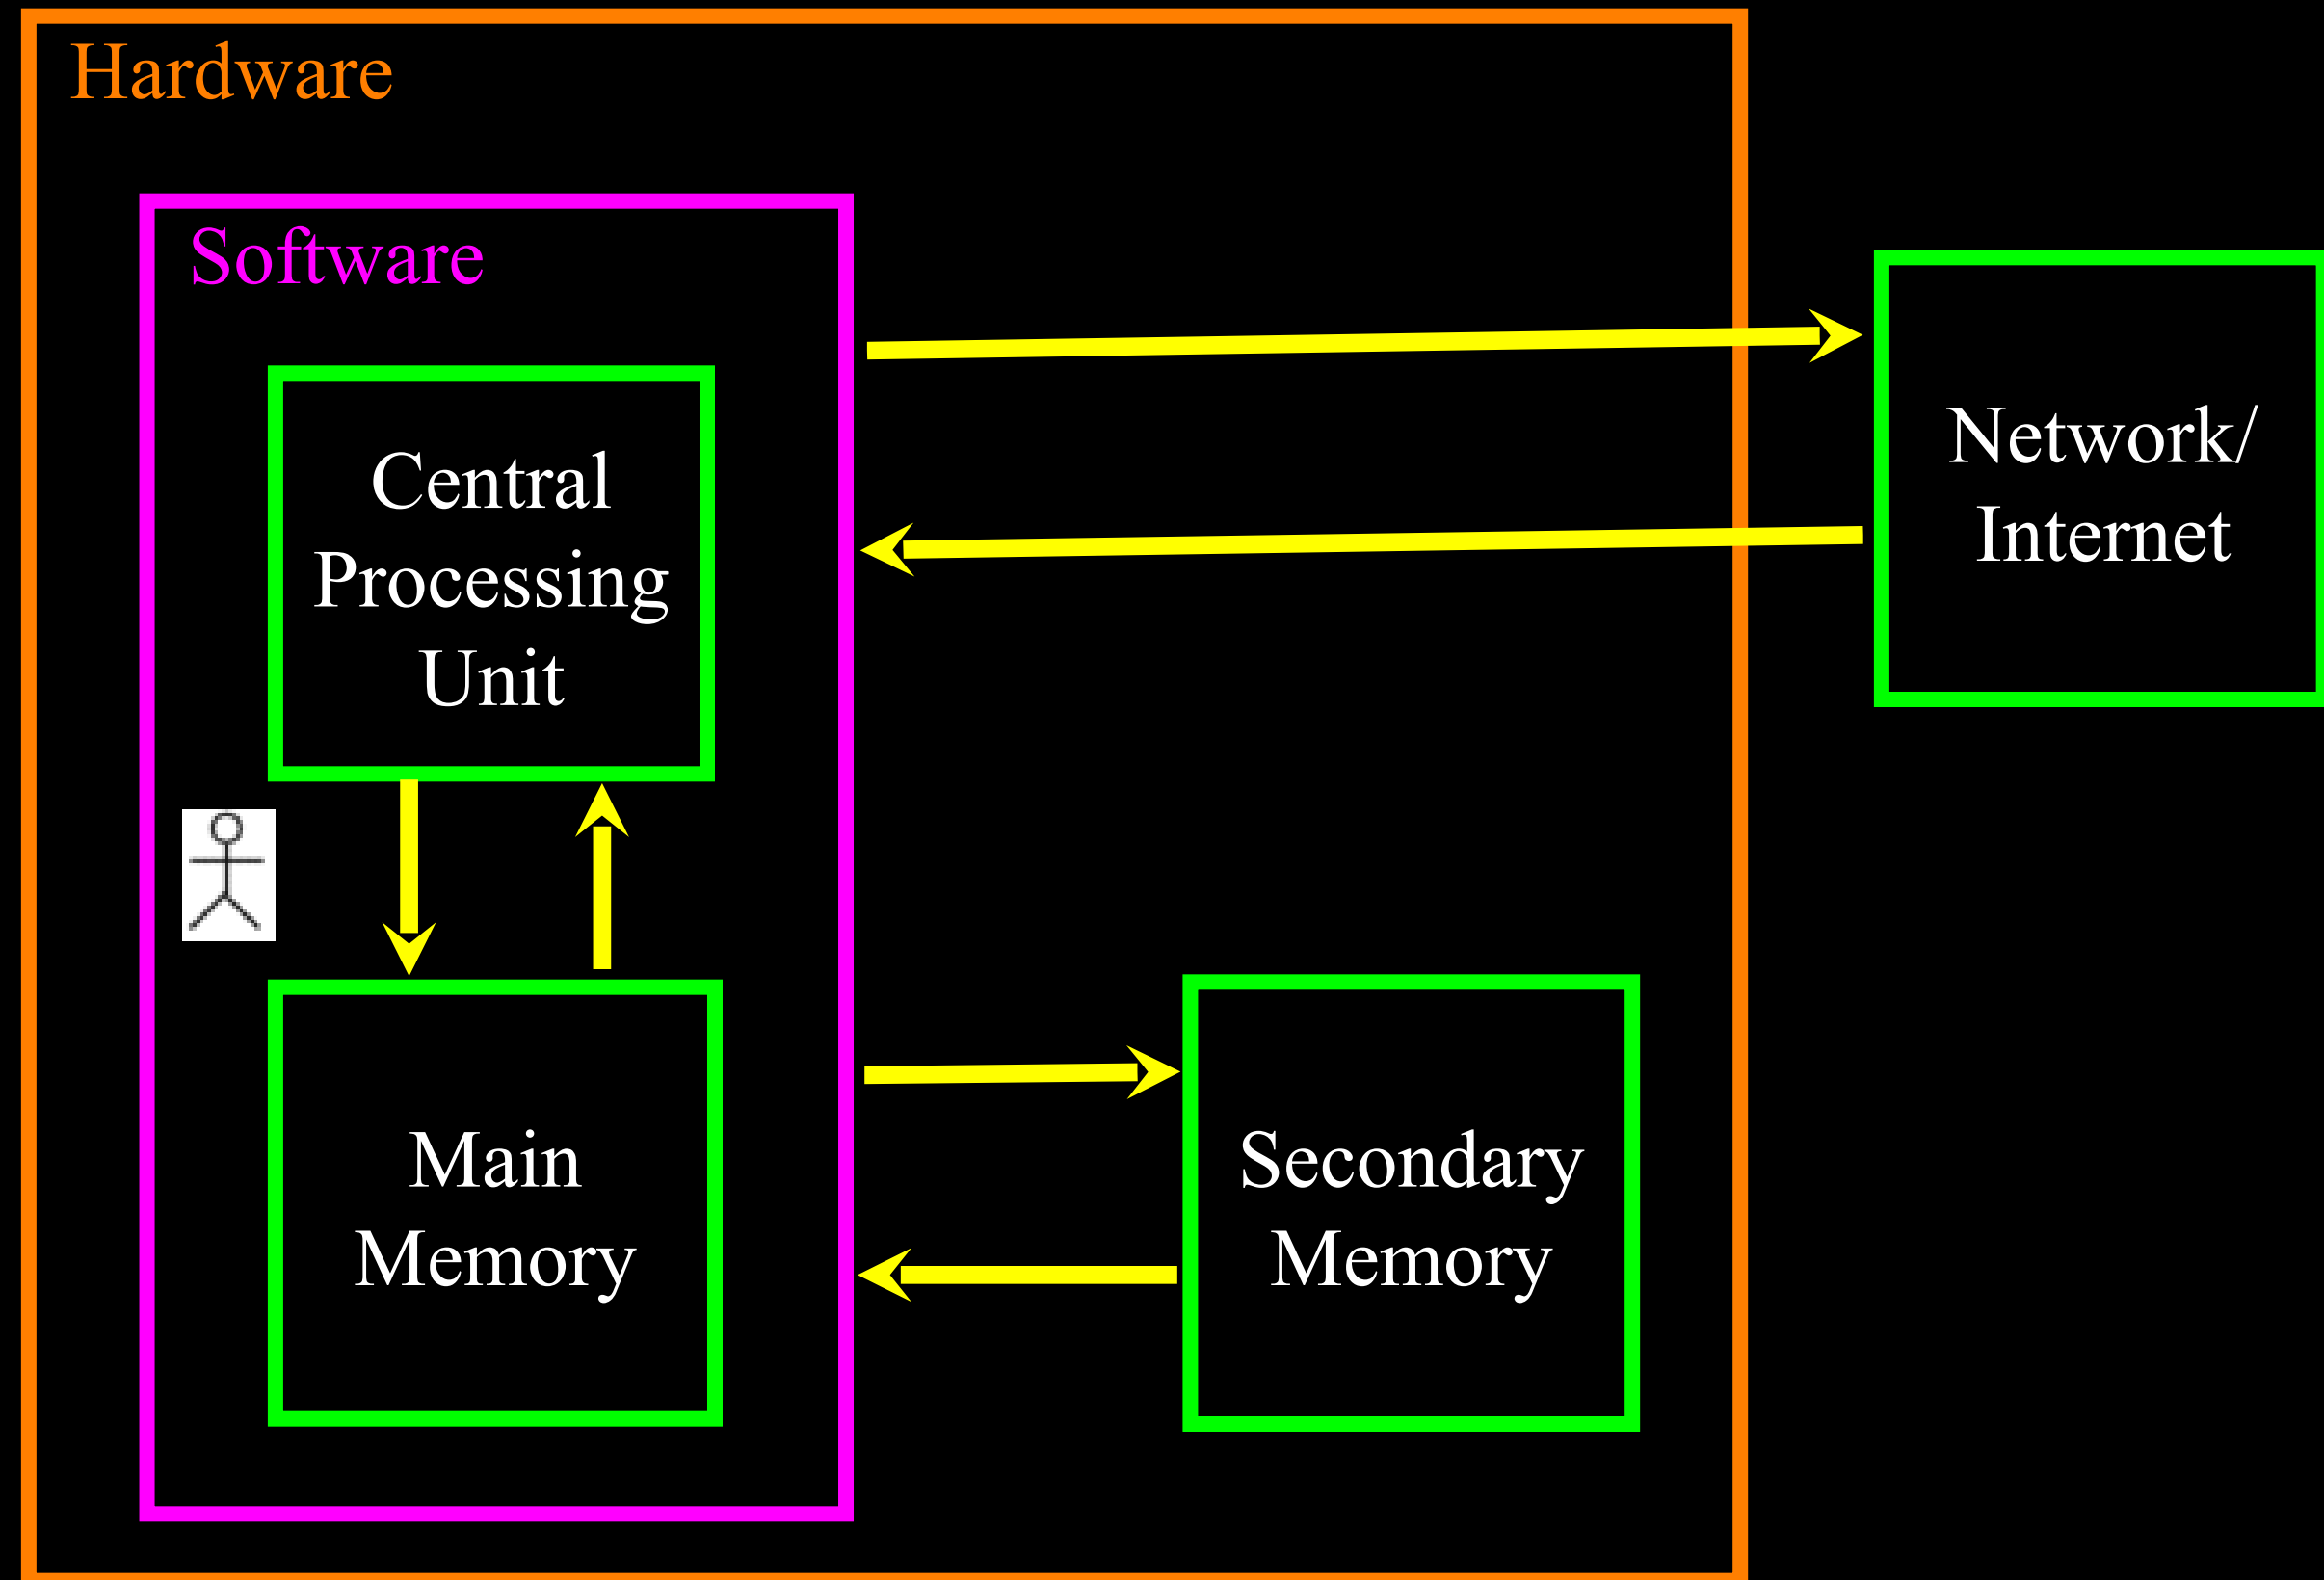 Hardware
Software
Central
Processing
Unit
Network/
Internet
Main
Memory
Secondary
Memory